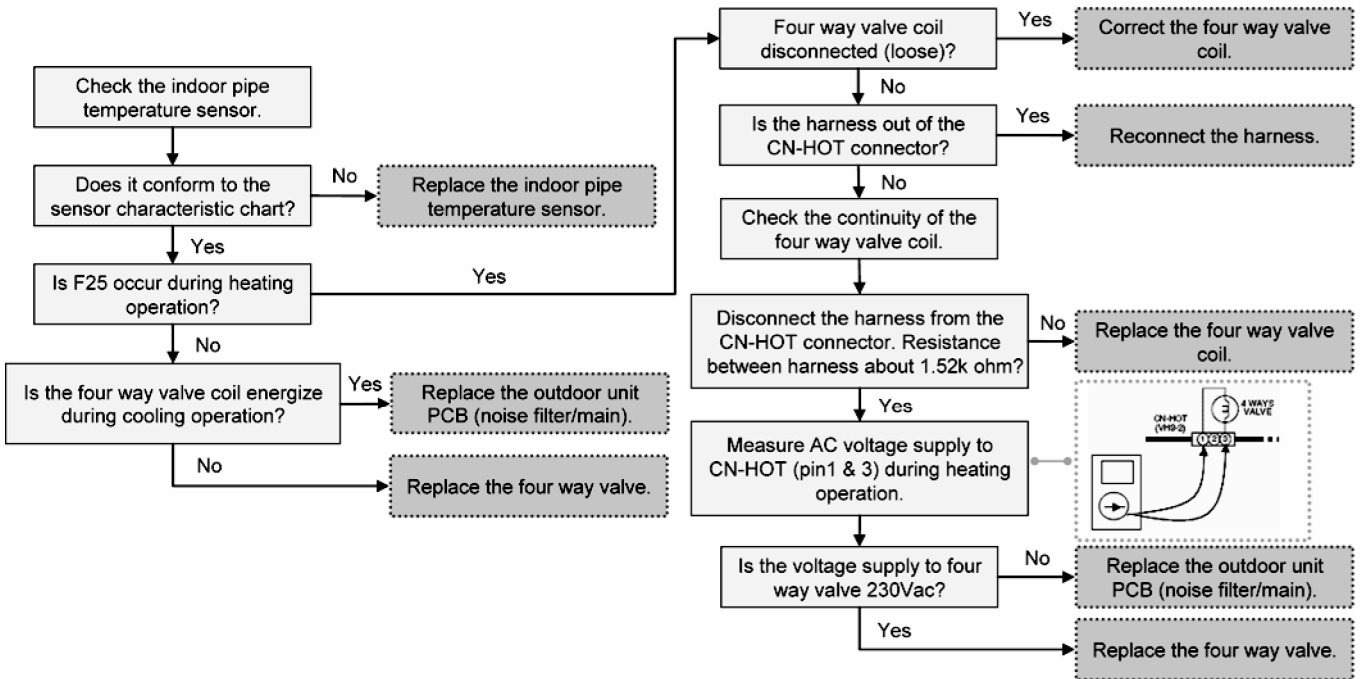 Check the indoor pipe
temperature sensor.
Does it conform to the
sensor characteristic chart?
No
Replace the indoor pipe
temperature sensor.
Yes
Is F25 occur during heating
operation?
Yes
No
Is the four way valve coil energize
during cooling operation?
Yes
Replace the outdoor unit
PCB (noise filter/main).
No
Replace the four way valve.
Four way valve coil
disconnected (loose)?
Yes
Correct the four way valve
coil.
No
Is the harness out of the
CN-HOT connector?
Yes
Reconnect the harness.
No
Check the continuity of the
four way valve coil.
Disconnect the harness from the
CN-HOT connector. Resistance
between harness about 1.52k ohm?
No
Replace the four way valve
coil.
Yes
Measure AC voltage supply to
CN-HOT (pin1 & 3) during heating
operation.
4 WAYS
VALVE
CN-HOT
(VH3-2)
1 2 3
Is the voltage supply to four
way valve 230Vac?
No
Replace the outdoor unit
PCB (noise filter/main).
Yes
Replace the four way valve.